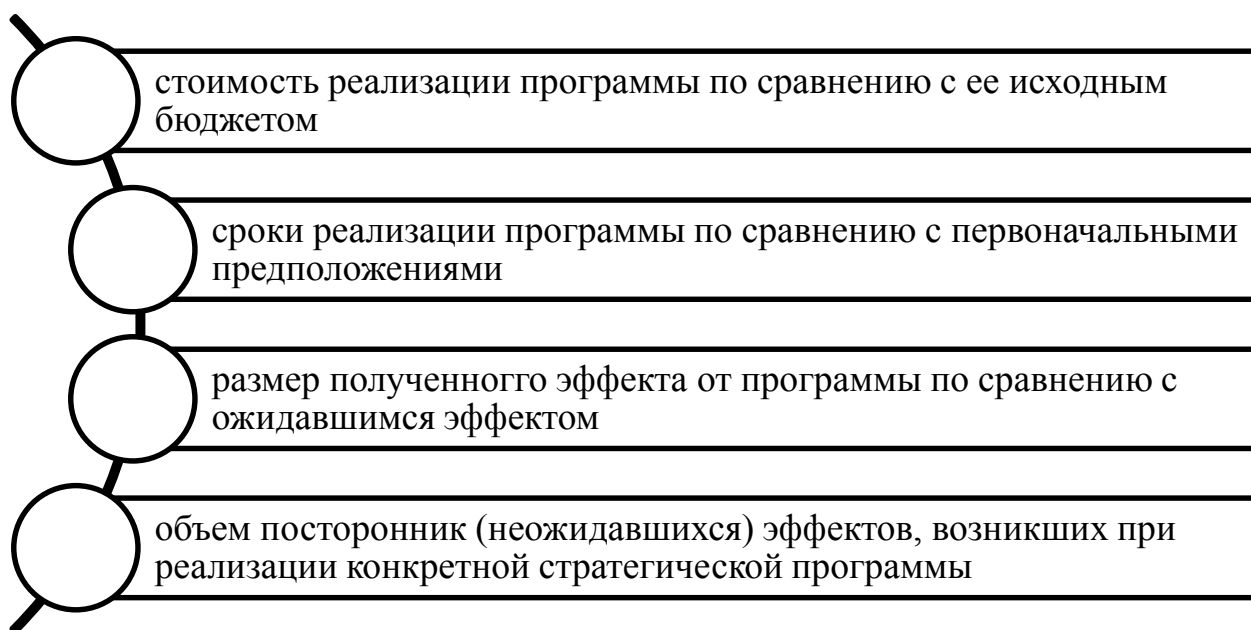 стоимость реализации программы по сравнению с ее исходным
бюджетом
сроки реализации программы по сравнению с первоначальными
предположениями
размер полученногго эффекта от программы по сравнению с
ожидавшимся эффектом
объем посторонник (неожидавшихся) эффектов, возникших при
реализации конкретной стратегической программы